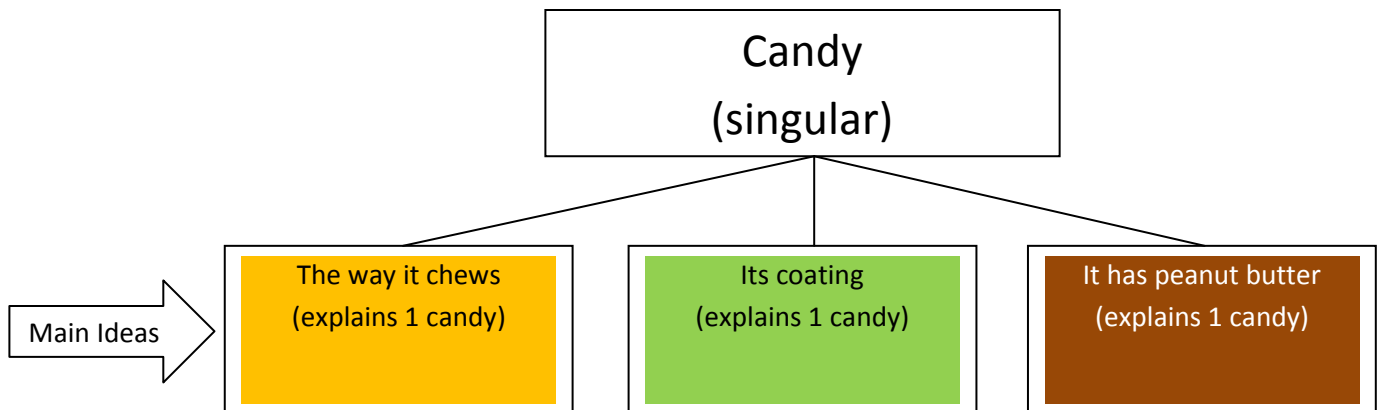 Candy
(singular)
The way it chews
(explains 1 candy)
Its coating
(explains 1 candy)
It has peanut butter
(explains 1 candy)
Main Ideas